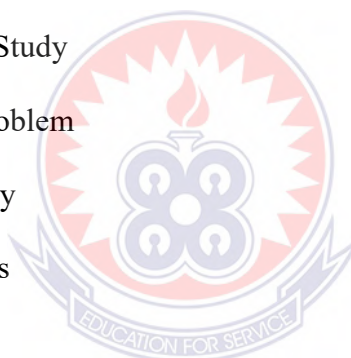 Study
oblem
y
s
EDUCATION FOR SERVICE